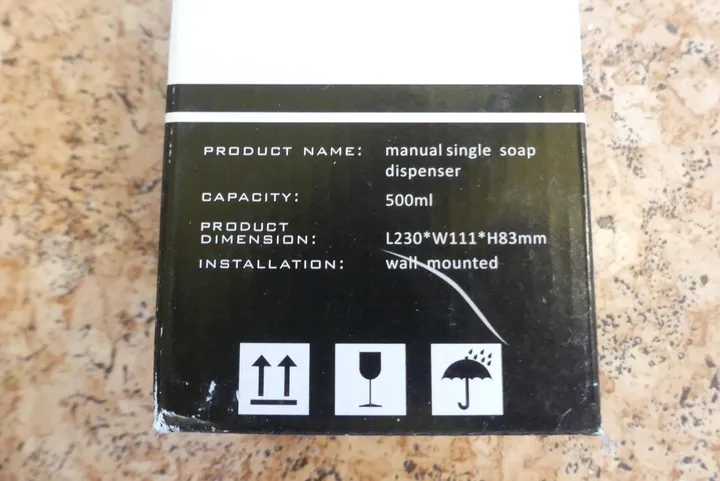 PRODUCT NAME: manual single soap
dispenser
CAPACITY: 500ml
PRODUCT
DIMENSION: L230*W111*H83mm
INSTALLATION: wall mounted